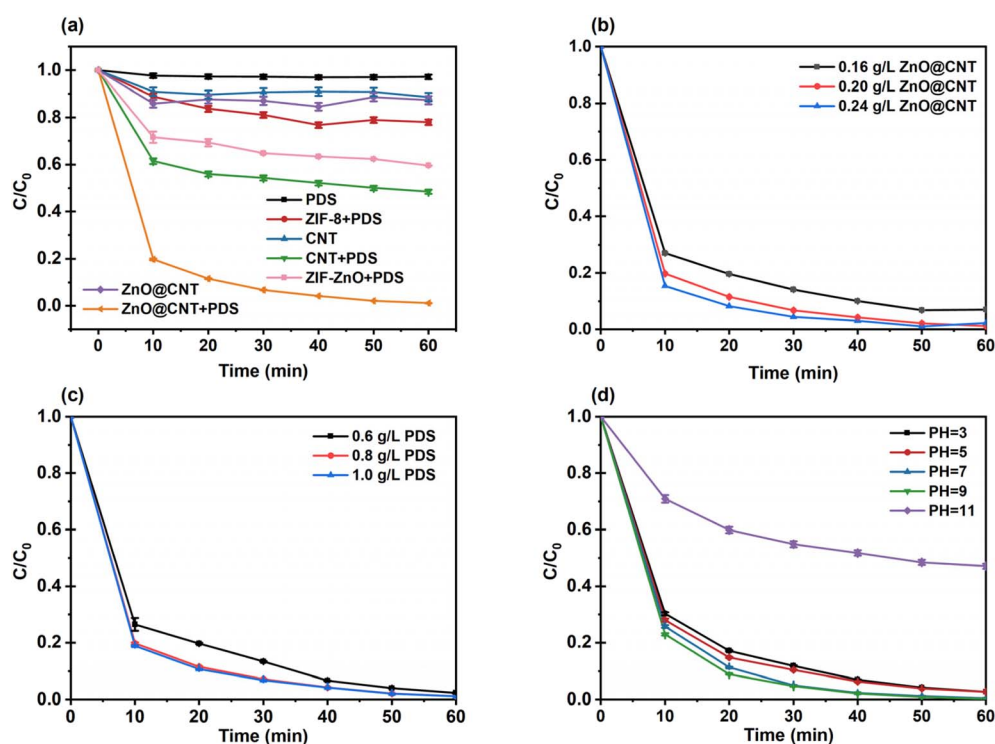 (a)
1.0
0.8
0.6
0.4
0.2
0.0
C/C0
PDS
ZIF-8+PDS
CNT
CNT+PDS
ZIF-ZnO+PDS
ZnO@CNT
ZnO@CNT+PDS
0 10 20 30 40 50 60
Time (min)
(b)
1.0
0.8
0.6
0.4
0.2
0.0
C/C0
0.16 g/L ZnO@CNT
0.20 g/L ZnO@CNT
0.24 g/L ZnO@CNT
0 10 20 30 40 50 60
Time (min)
(c)
1.0
0.8
0.6
0.4
0.2
0.0
C/C0
0.6 g/L PDS
0.8 g/L PDS
1.0 g/L PDS
0 10 20 30 40 50 60
Time (min)
(d)
1.0
0.8
0.6
0.4
0.2
0.0
C/C0
PH=3
PH=5
PH=7
PH=9
PH=11
0 10 20 30 40 50 60
Time (min)